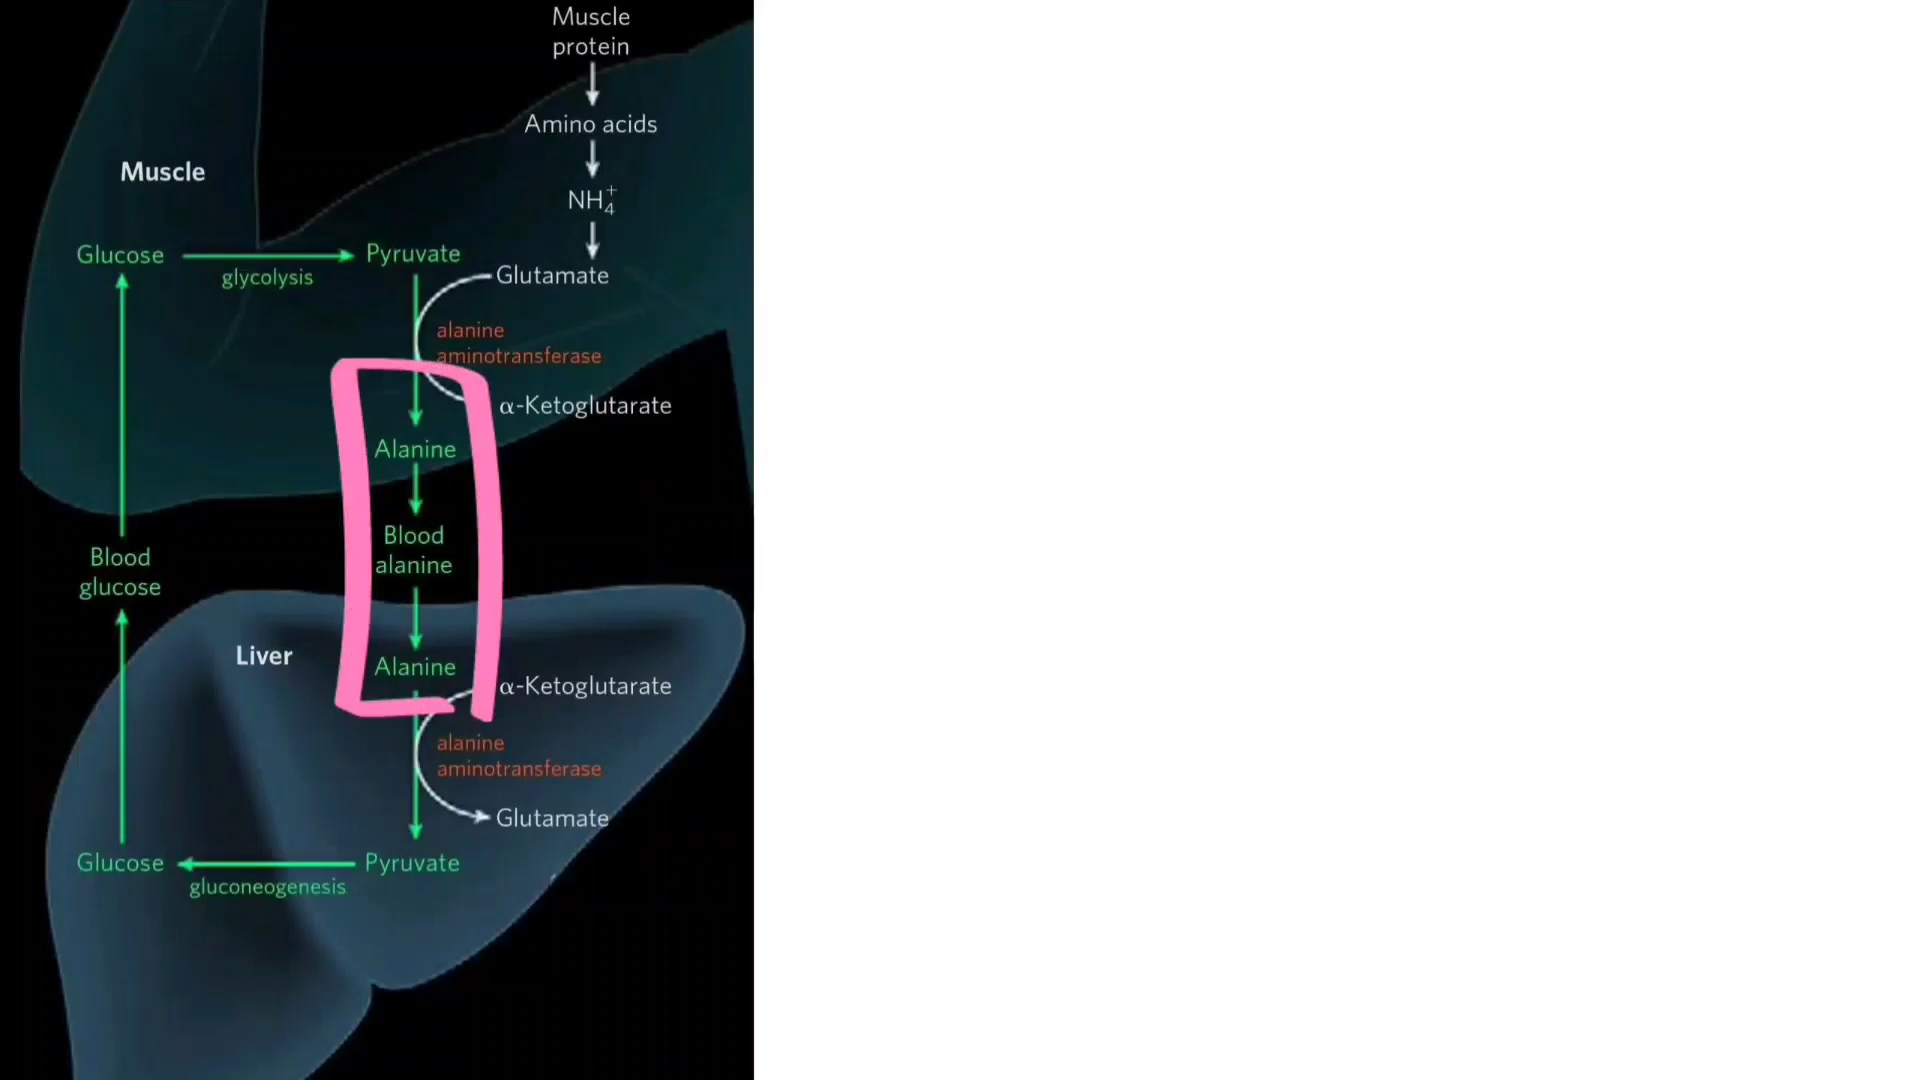 Muscle
protein
Amino acids
NH₄⁺
Muscle
Glucose
glycolysis
Pyruvate
Glutamate
alanine
aminotransferase
α-Ketoglutarate
Alanine
Blood
alanine
Blood
glucose
Liver
Alanine
α-Ketoglutarate
alanine
aminotransferase
Glutamate
Glucose
gluconeogenesis
Pyruvate